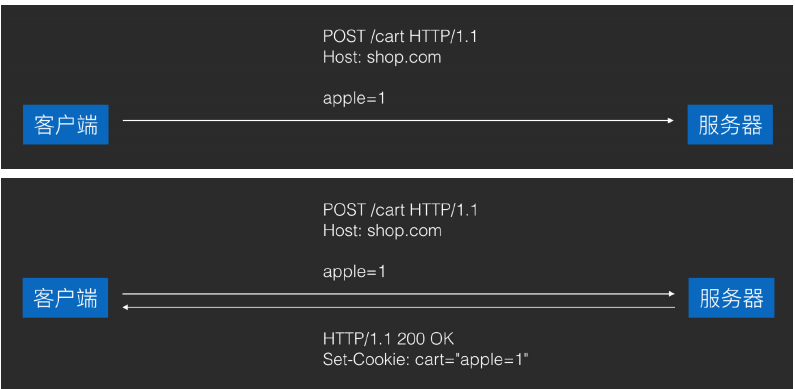 POST /cart HTTP/1.1
Host: shop.com
apple=1
客户端
服务器
POST /cart HTTP/1.1
Host: shop.com
apple=1
客户端
服务器
HTTP/1.1 200 OK
Set-Cookie: cart="apple=1"